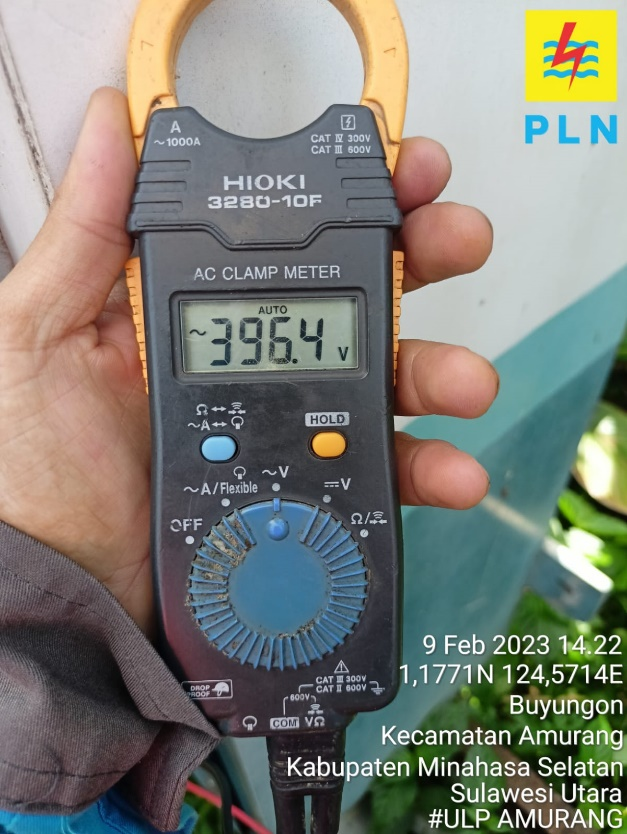 PLN
A
~1000A
CAT IV 300V
CAT III 600V
HIOKI
3280-10F
AC CLAMP METER
AUTO
~396.4 V
Ω
~A
HOLD
~A/Flexible
~V
⎓V
OFF
Ω/
DROP
PROOF
CAT III 300V
CAT II 600V
600V
COM
VΩ
9 Feb 2023 14.22
1,1771N 124,5714E
Buyungon
Kecamatan Amurang
Kabupaten Minahasa Selatan
Sulawesi Utara
#ULP AMURANG